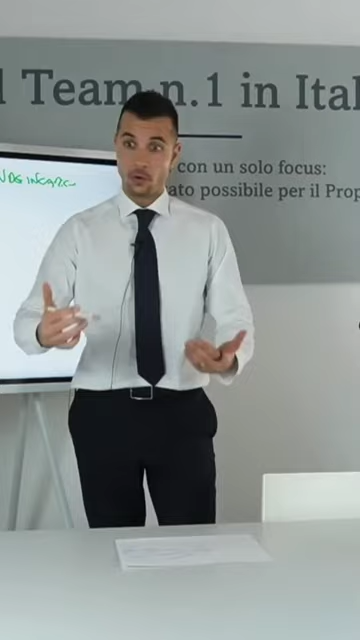 l Team n.1 in Ital
con un solo focus:
ato possibile per il Prop